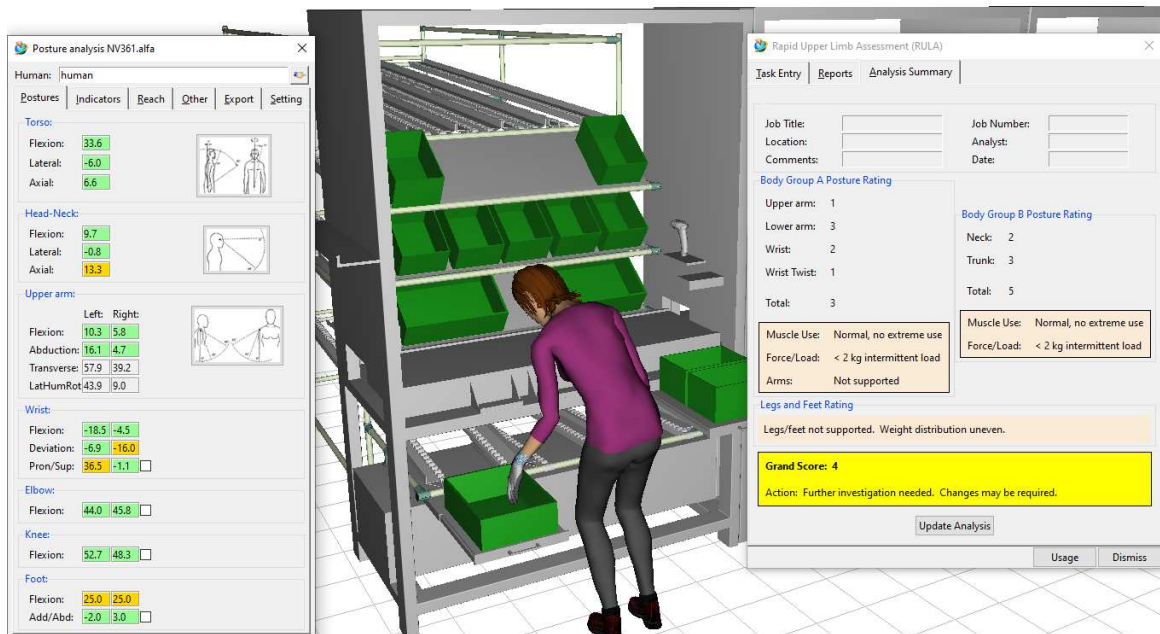 Posture analysis NV361.alfa
Human: human
Postures Indicators Reach Other Export Setting
Torso:
Flexion: 33.6
Lateral: -6.0
Axial: 6.6
Head-Neck:
Flexion: 9.7
Lateral: -0.8
Axial: 13.3
Upper arm:
Left: Right:
Flexion: 10.3 5.8
Abduction: 16.1 4.7
Transverse: 57.9 39.2
LatHumRot 43.9 9.0
Wrist:
Flexion: -18.5 -4.5
Deviation: -6.9 -16.0
Pron/Sup: 36.5 -1.1
Elbow:
Flexion: 44.0 45.8
Knee:
Flexion: 52.7 48.3
Foot:
Flexion: 25.0 25.0
Add/Abd: -2.0 3.0
Rapid Upper Limb Assessment (RULA)
Task Entry Reports Analysis Summary
Job Title: Job Number:
Location: Analyst:
Comments: Date:
Body Group A Posture Rating
Upper arm: 1
Lower arm: 3
Wrist: 2
Wrist Twist: 1
Total: 3
Muscle Use: Normal, no extreme use
Force/Load: < 2 kg intermittent load
Arms: Not supported
Body Group B Posture Rating
Neck: 2
Trunk: 3
Total: 5
Muscle Use: Normal, no extreme use
Force/Load: < 2 kg intermittent load
Legs and Feet Rating
Legs/feet not supported. Weight distribution uneven.
Grand Score: 4
Action: Further investigation needed. Changes may be required.
Update Analysis
Usage Dismiss